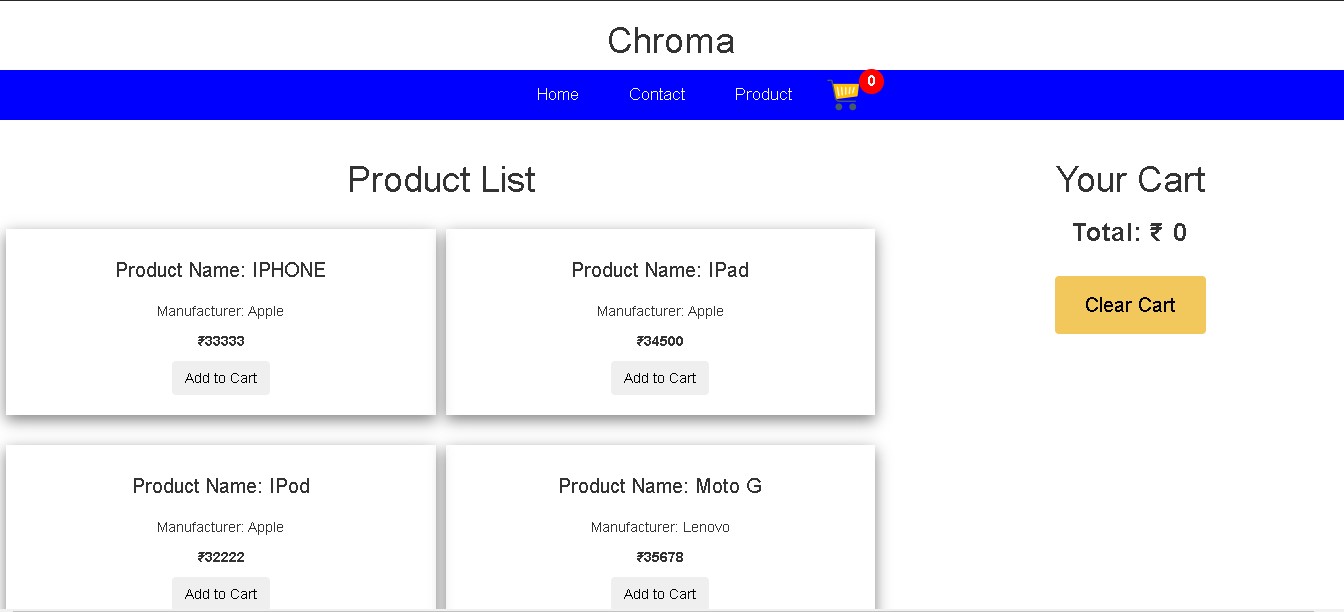 Chroma
Home Contact Product 0
Product List
Your Cart
Total: ₹ 0
Clear Cart
Product Name: IPHONE
Manufacturer: Apple
₹33333
Add to Cart
Product Name: IPad
Manufacturer: Apple
₹34500
Add to Cart
Product Name: IPod
Manufacturer: Apple
₹32222
Add to Cart
Product Name: Moto G
Manufacturer: Lenovo
₹35678
Add to Cart